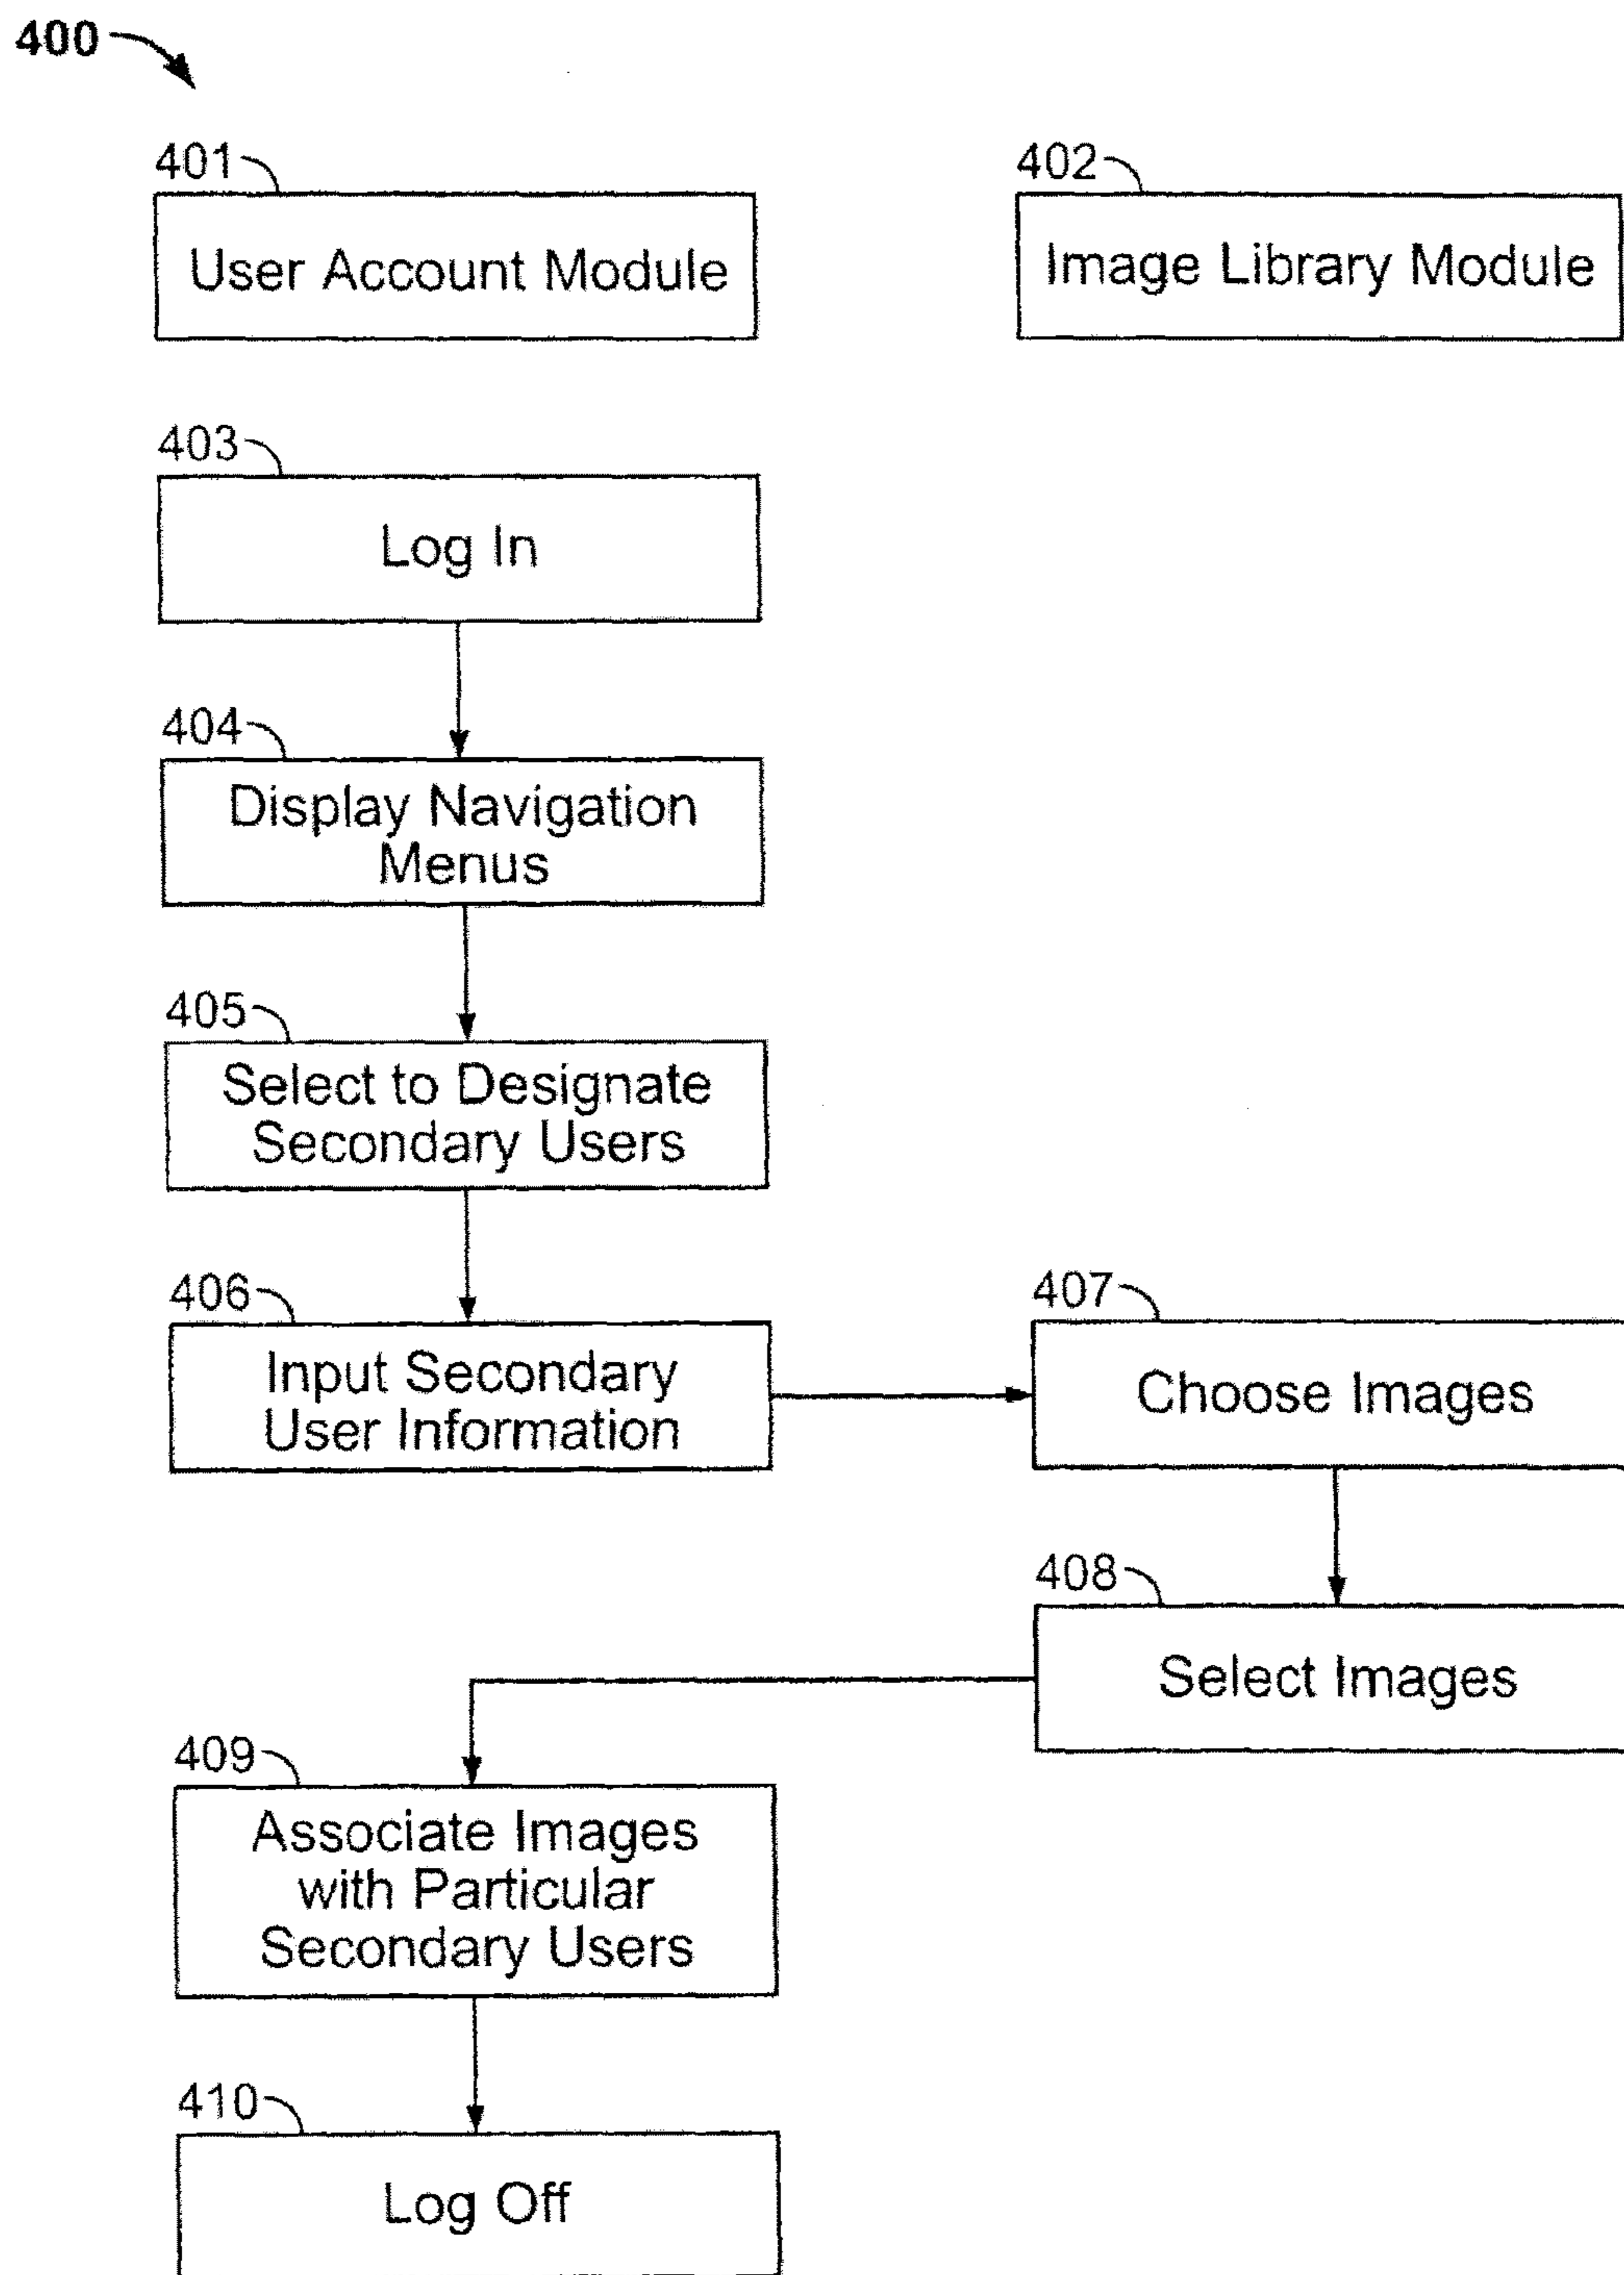 400
401
User Account Module
402
Image Library Module
403
Log In
404
Display Navigation
Menus
405
Select to Designate
Secondary Users
406
Input Secondary
User Information
407
Choose Images
408
Select Images
409
Associate Images
with Particular
Secondary Users
410
Log Off